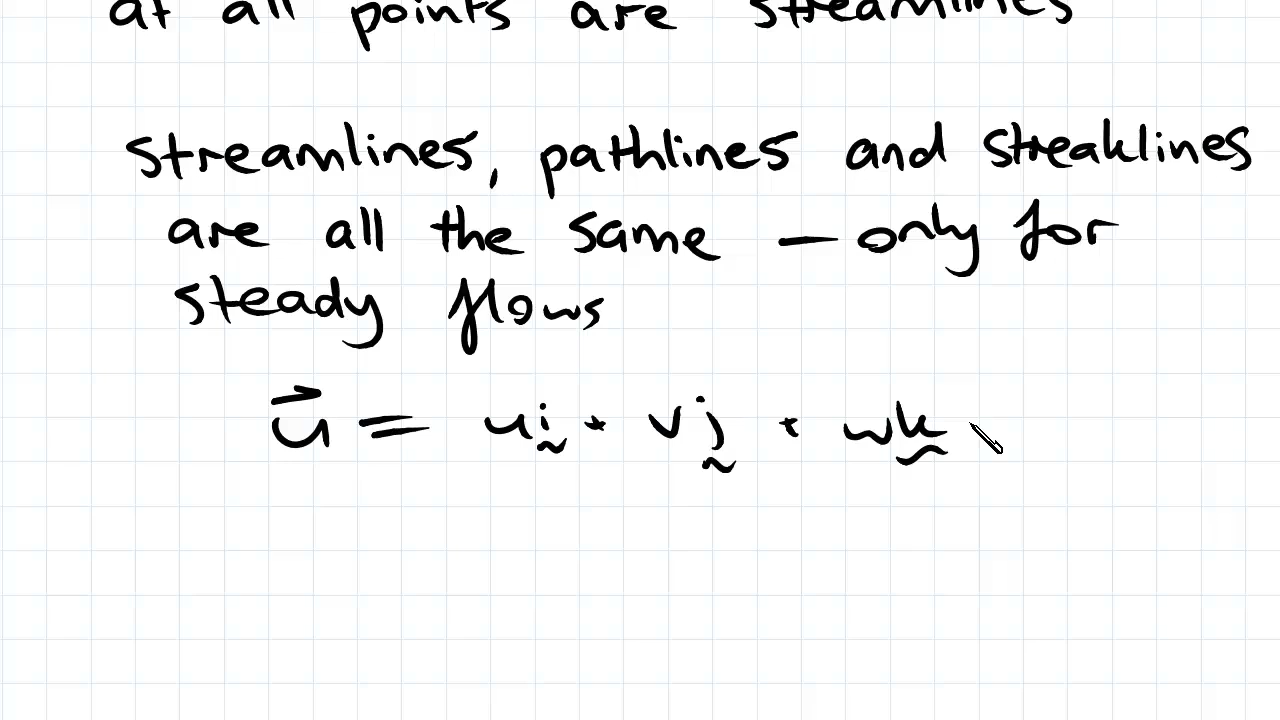 at all points are streamlines
streamlines, pathlines and streaklines
are all the same — only for
steady flows
u⃗ = ui + vj + wk